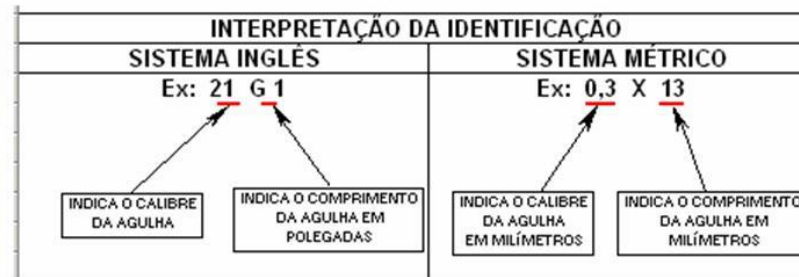 INTERPRETAÇÃO DA IDENTIFICAÇÃO
SISTEMA INGLÊS
Ex: 21 G 1
INDICA O CALIBRE
DA AGULHA
INDICA O COMPRIMENTO
DA AGULHA EM
POLEGADAS
SISTEMA MÉTRICO
Ex: 0,3 X 13
INDICA O CALIBRE
DA AGULHA
EM MILÍMETROS
INDICA O COMPRIMENTO
DA AGULHA EM
MILÍMETROS